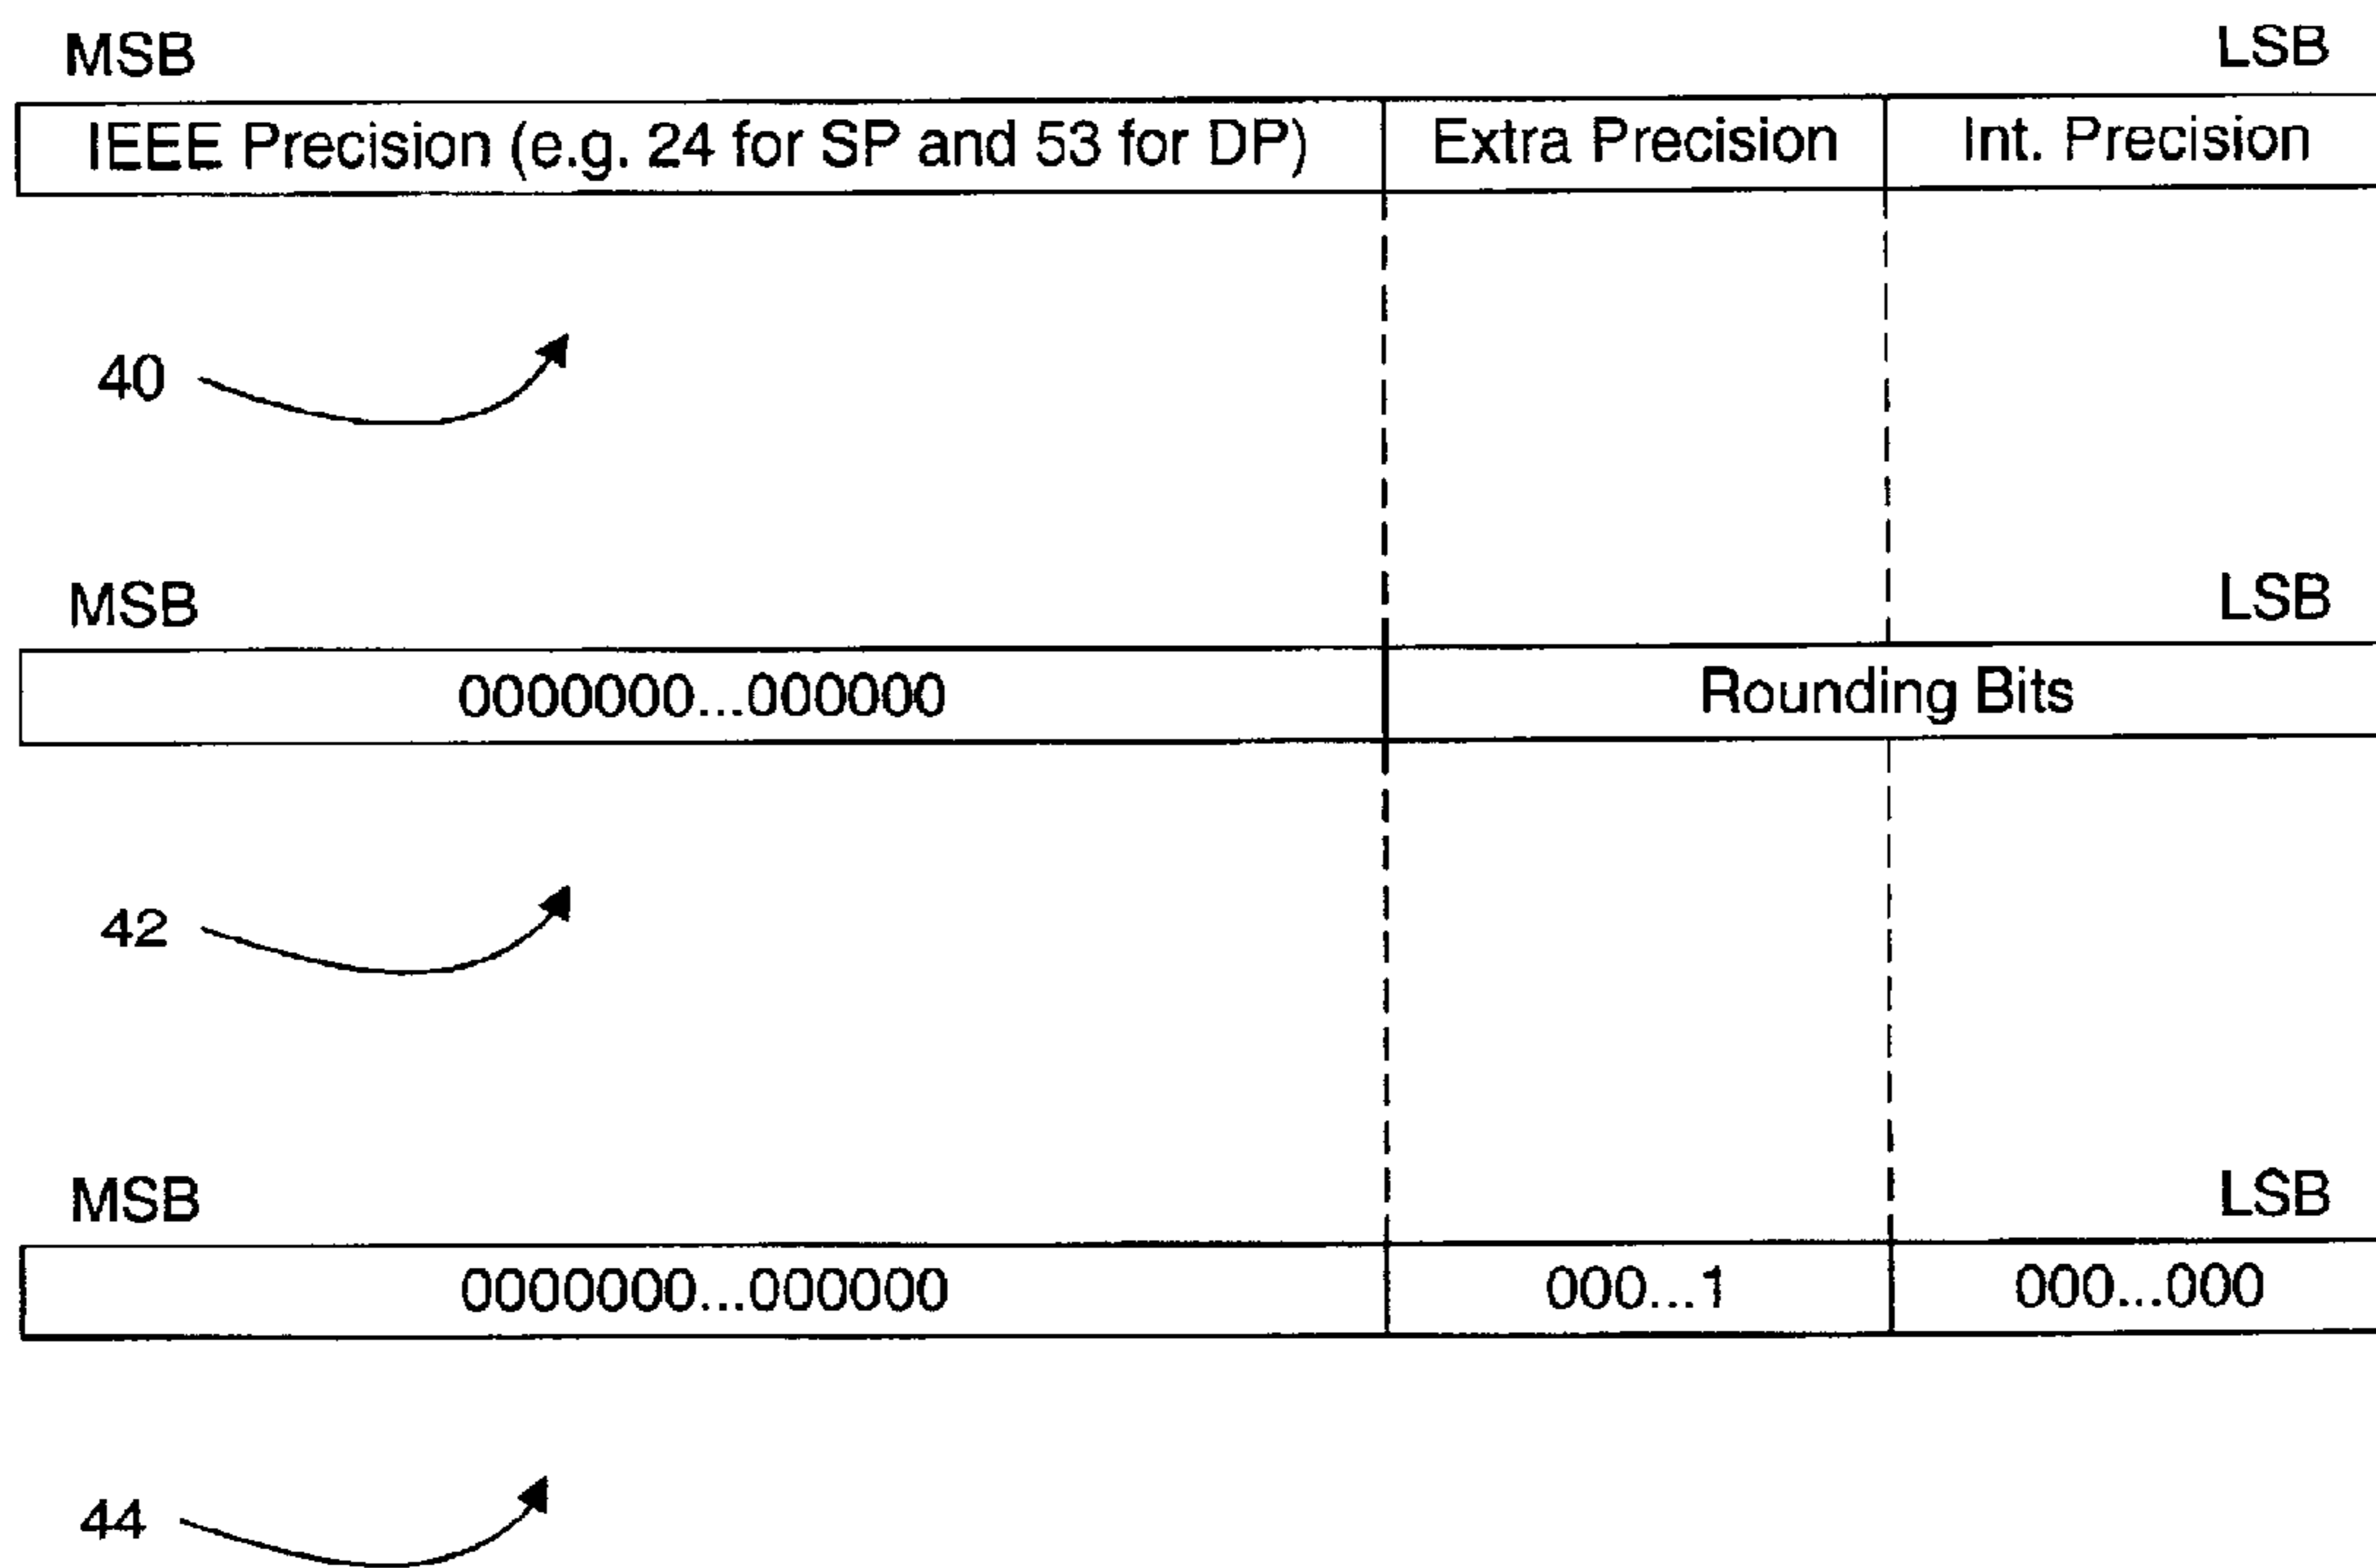 MSB LSB
IEEE Precision (e.g. 24 for SP and 53 for DP) Extra Precision Int. Precision
40
MSB LSB
0000000...000000 Rounding Bits
42
MSB LSB
0000000...000000 000...1 000...000
44